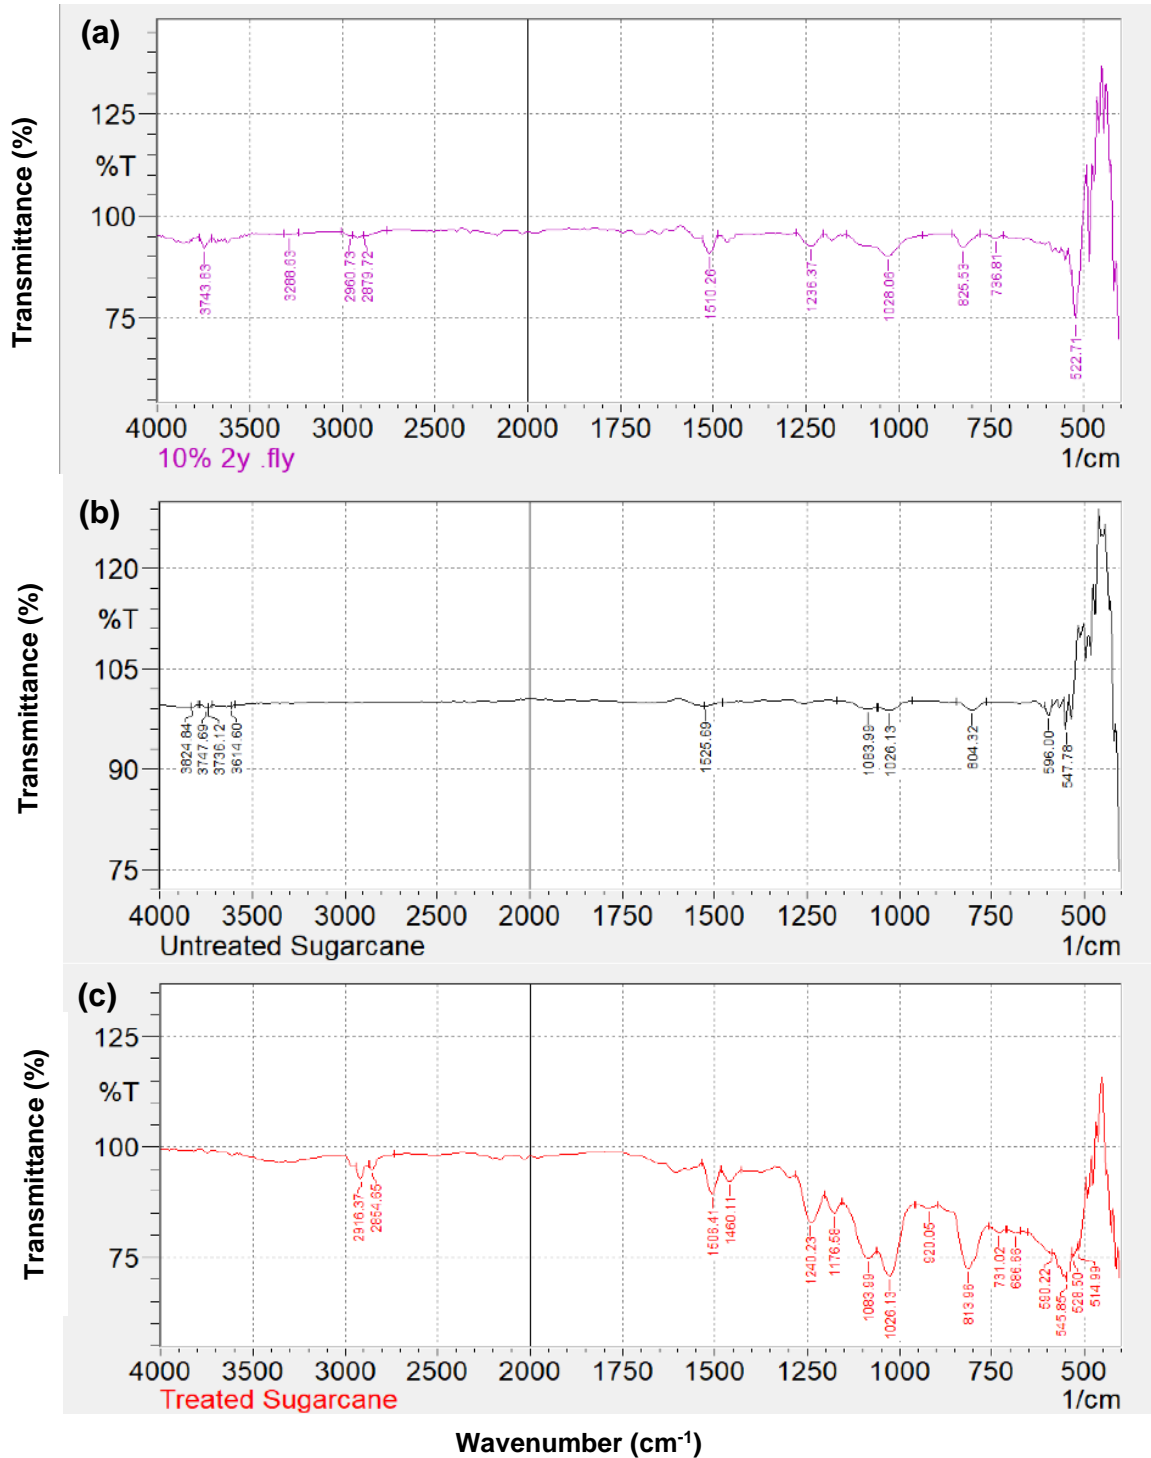 (a)
Transmittance (%)
125
%T
100
75
3743.83
3288.63
2960.73
2879.72
1510.26
1236.37
1028.06
825.53
736.81
522.71
4000 3500 3000 2500 2000 1750 1500 1250 1000 750 500
10% 2y .fly 1/cm
(b)
Transmittance (%)
120
%T
105
90
75
3824.84
3747.69
3736.12
3614.60
1525.69
1083.99
1026.13
804.32
596.00
547.78
4000 3500 3000 2500 2000 1750 1500 1250 1000 750 500
Untreated Sugarcane 1/cm
(c)
Transmittance (%)
125
%T
100
75
2916.37
2854.65
1506.41
1460.11
1240.23
1176.58
1083.99
1026.13
920.05
813.96
731.02
686.66
590.22
545.85
528.50
514.99
4000 3500 3000 2500 2000 1750 1500 1250 1000 750 500
Treated Sugarcane 1/cm
Wavenumber (cm⁻¹)